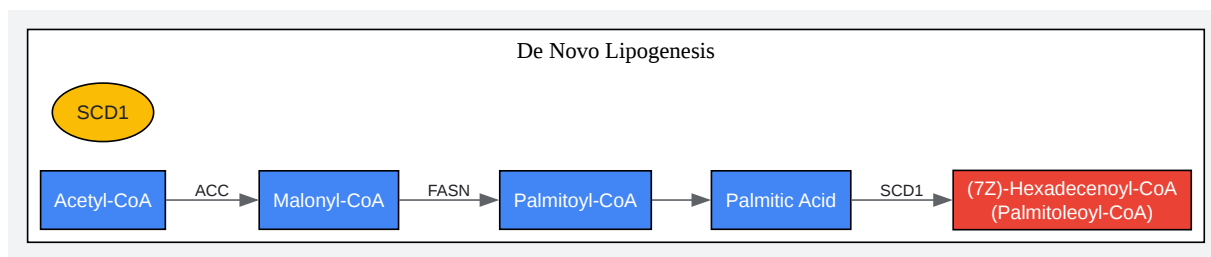 De Novo Lipogenesis
SCD1
Acetyl-CoA
ACC
Malonyl-CoA
FASN
Palmitoyl-CoA
Palmitic Acid
SCD1
(7Z)-Hexadecenoyl-CoA
(Palmitoleoyl-CoA)